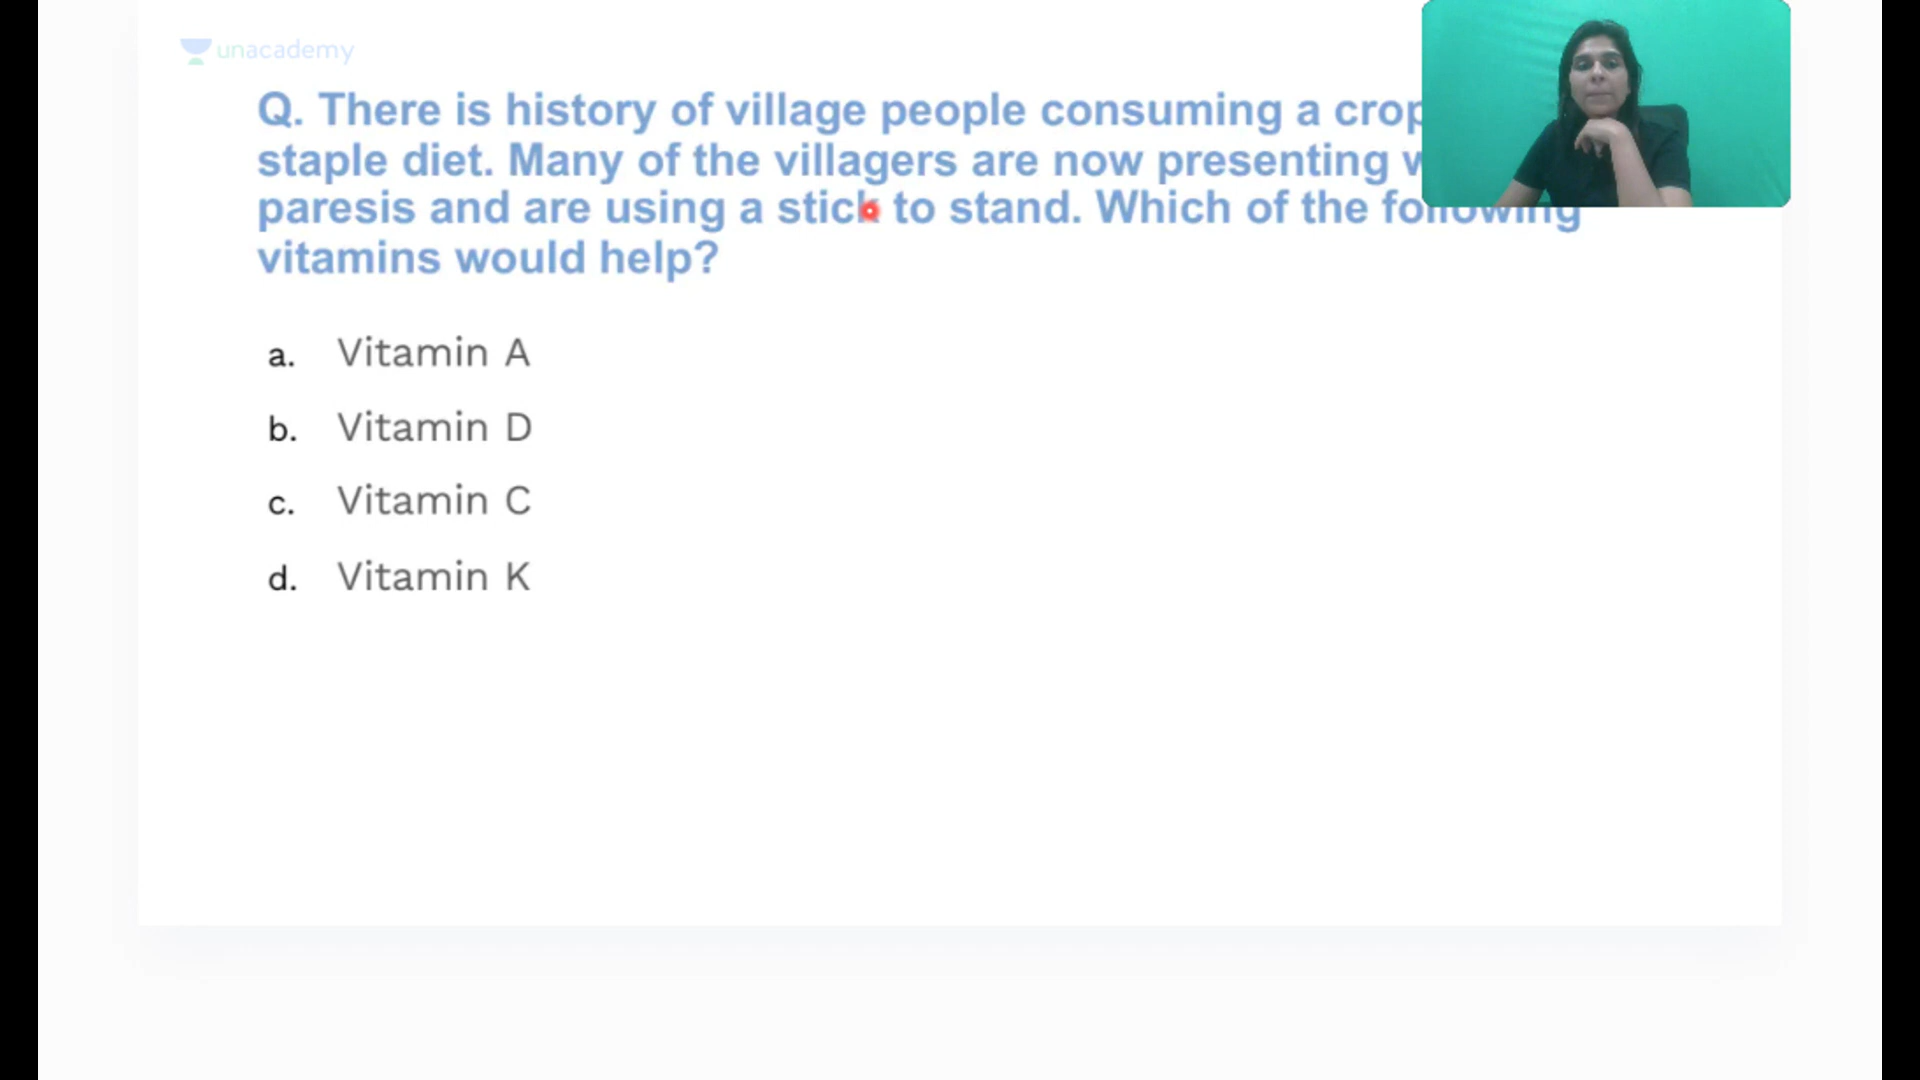 unacademy
Q. There is history of village people consuming a crop
staple diet. Many of the villagers are now presenting
paresis and are using a stick to stand. Which of the following
vitamins would help?
a. Vitamin A
b. Vitamin D
c. Vitamin C
d. Vitamin K